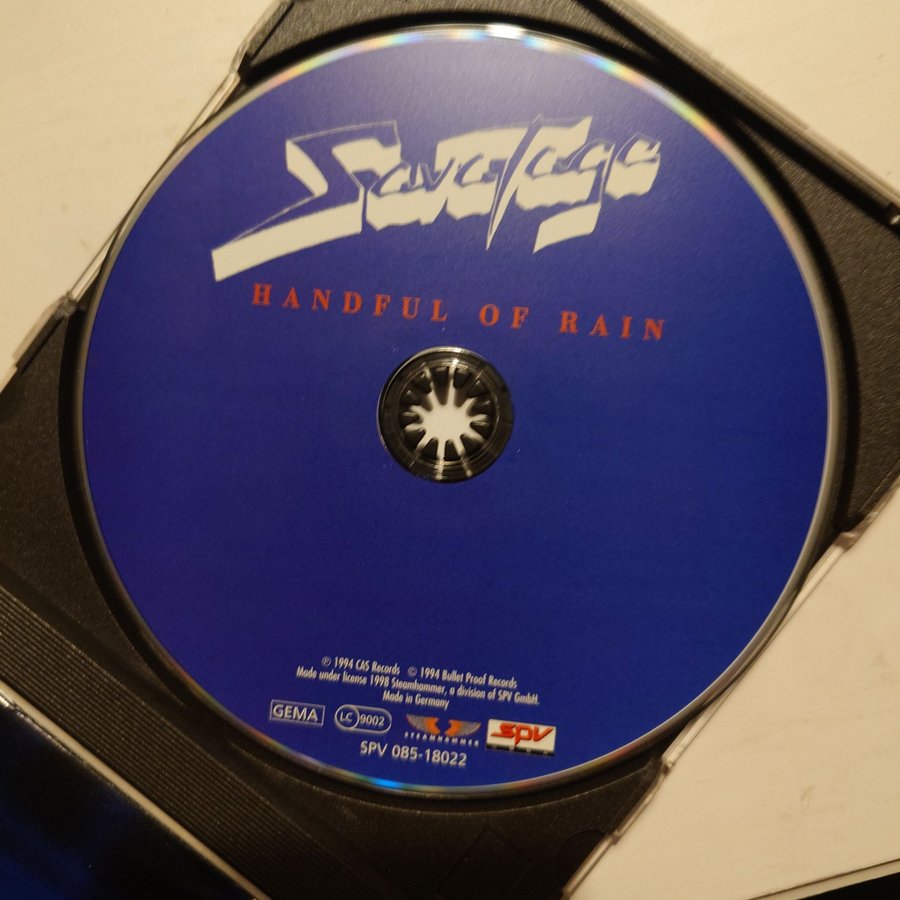 Savatage
HANDFUL OF RAIN
℗ 1994 CAS Records © 1994 Bullet Proof Records
Made under license 1998 Steamhammer, a division of SPV GmbH.
Made in Germany
GEMA LC 9002 STEAMHAMMER SPV
SPV 085-18022